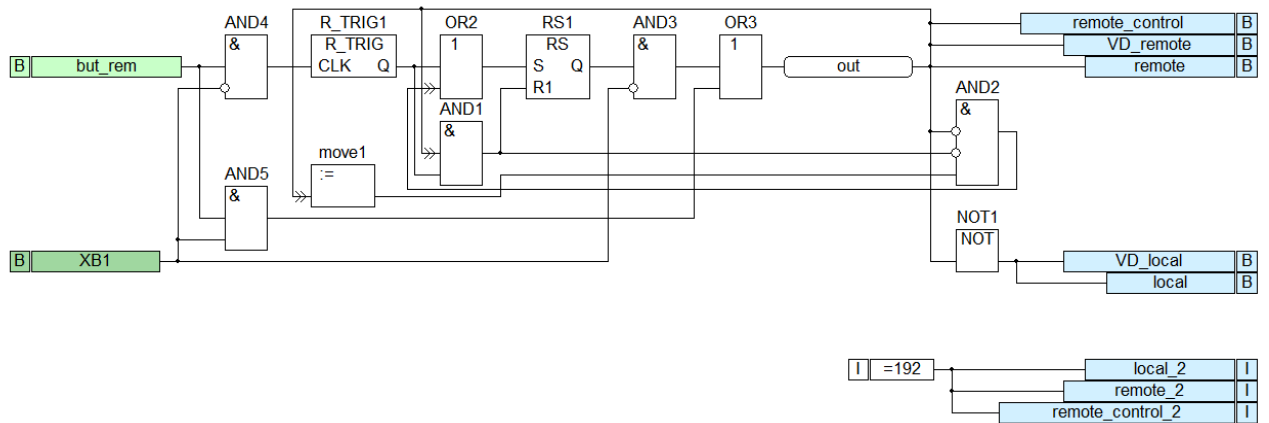 AND4 R_TRIG1 OR2 RS1 AND3 OR3 remote_control B
& R_TRIG 1 RS & 1 VD_remote B
B but_rem CLK Q S Q out remote B
R1 AND2
AND1 &
&
move1
:=
AND5
&
NOT1
NOT
B XB1 VD_local B
local B
I =192 local_2 I
remote_2 I
remote_control_2 I